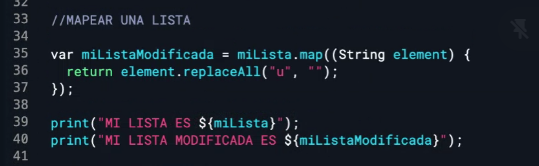 32
33 //MAPEAR UNA LISTA
34
35 var miListaModificada = miLista.map((String element) {
36 return element.replaceAll("u", "");
37 });
38
39 print("MI LISTA ES ${miLista}");
40 print("MI LISTA MODIFICADA ES ${miListaModificada}");
41